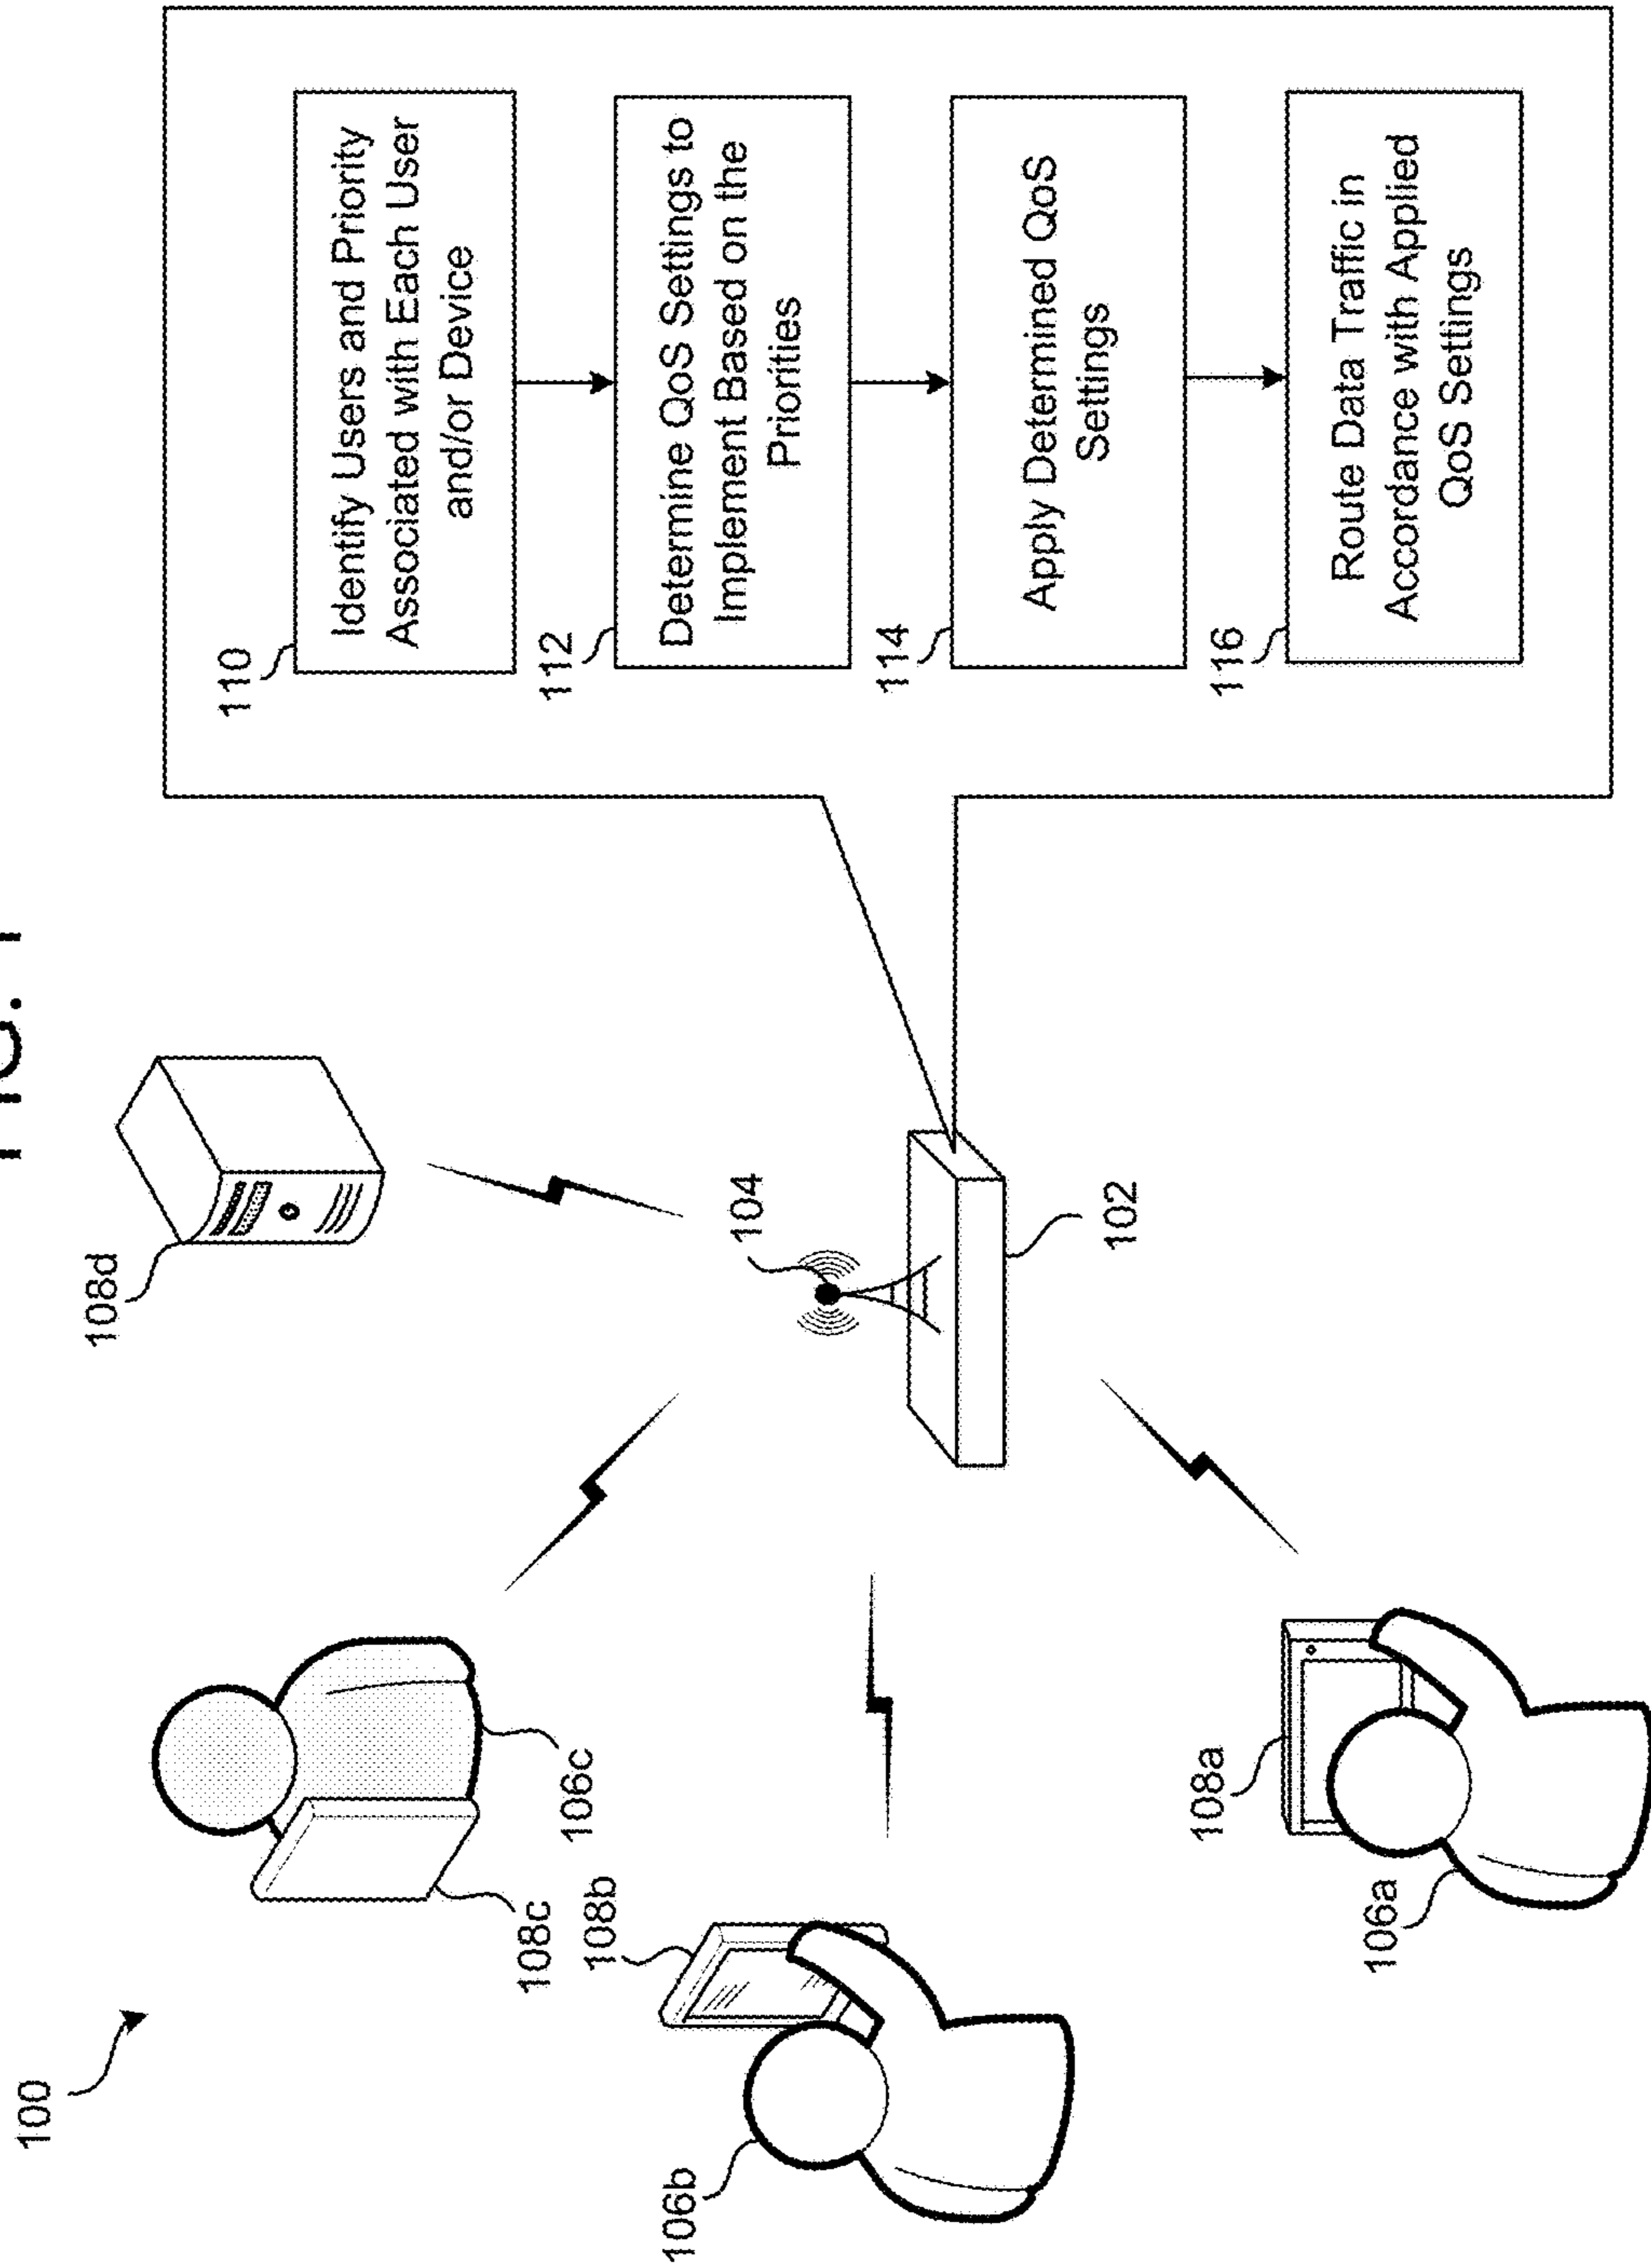 FIG. 1
100
108d
108c
106c
108b
106b
104
102
108a
106a
110
Identify Users and Priority
Associated with Each User
and/or Device
112
Determine QoS Settings to
Implement Based on the
Priorities
114
Apply Determined QoS
Settings
116
Route Data Traffic in
Accordance with Applied
QoS Settings